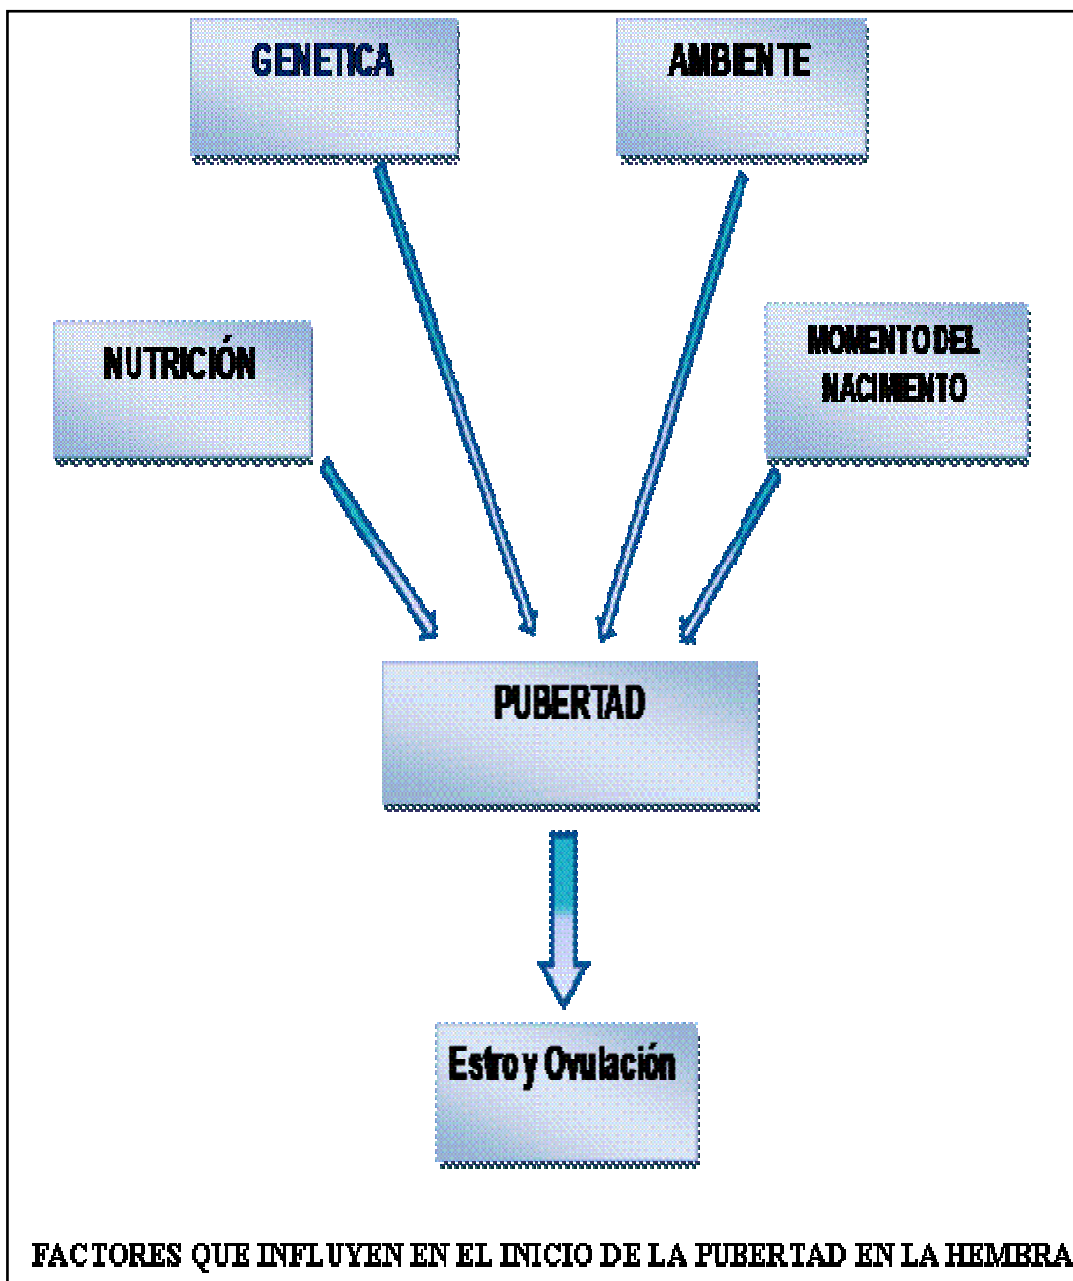 GENETICA
AMBIENTE
NUTRICIÓN
MOMENTO DEL
NACIMIENTO
PUBERTAD
Estro y Ovulación
FACTORES QUE INFLUYEN EN EL INICIO DE LA PUBERTAD EN LA HEMBRA